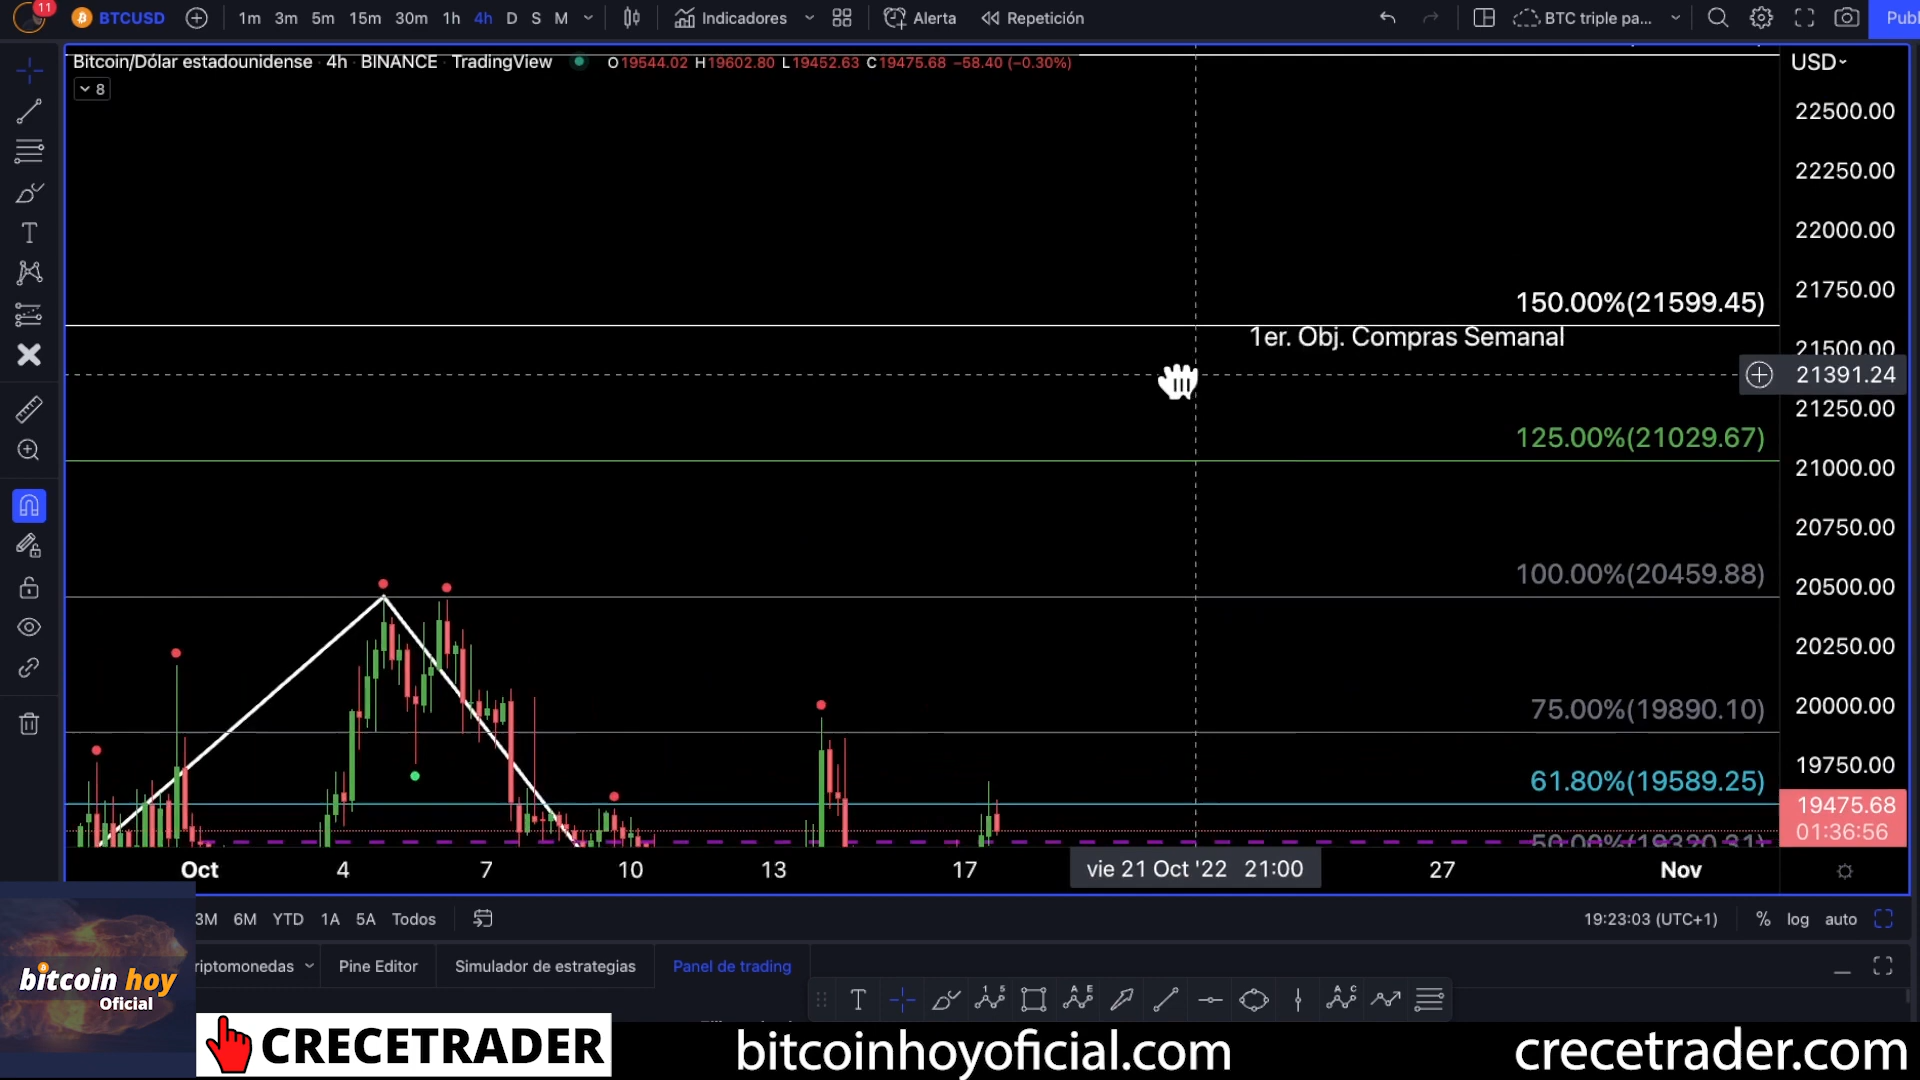 11
BTCUSD
1m 3m 5m 15m 30m 1h 4h D S M
Indicadores
Alerta
Repetición
BTC triple pa...
Publ
Bitcoin/Dólar estadounidense · 4h · BINANCE · TradingView
O19544.02 H19602.80 L19452.63 C19475.68 −58.40 (−0.30%)
8
USD
22500.00
22250.00
22000.00
21750.00
150.00%(21599.45)
1er. Obj. Compras Semanal
21500.00
21391.24
21250.00
125.00%(21029.67)
21000.00
20750.00
100.00%(20459.88)
20500.00
20250.00
75.00%(19890.10)
20000.00
61.80%(19589.25)
19750.00
19475.68
01:36:56
50.00%(19320.31)
Oct 4 7 10 13 17 vie 21 Oct '22 21:00 27 Nov
3M 6M YTD 1A 5A Todos
19:23:03 (UTC+1) % log auto
riptomonedas
Pine Editor
Simulador de estrategias
Panel de trading
bitcoin hoy
Oficial
CRECETRADER
bitcoinhoyoficial.com
crecetrader.com